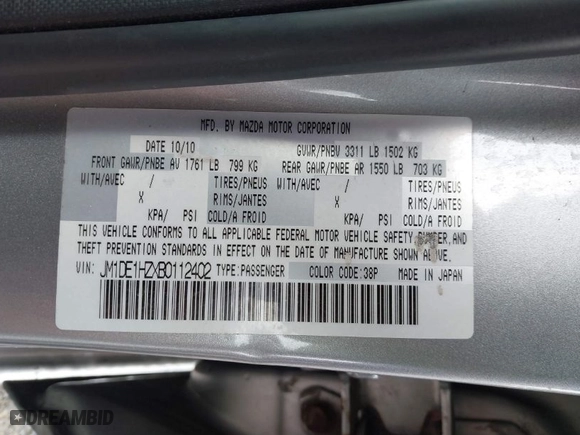 MFD. BY MAZDA MOTOR CORPORATION
DATE 10/10 GVWR/PNBV 3311 LB 1502 KG
FRONT GAWR/PNBE AV 1761 LB 799 KG REAR GAWR/PNBE AR 1550 LB 703 KG
WITH/AVEC / TIRES/PNEUS WITH/AVEC / TIRES/PNEUS
X RIMS/JANTES X RIMS/JANTES
KPA/ PSI COLD/A FROID KPA/ PSI COLD/A FROID
THIS VEHICLE CONFORMS TO ALL APPLICABLE FEDERAL MOTOR VEHICLE SAFETY, BUMPER, AND
THEFT PREVENTION STANDARDS IN EFFECT ON THE DATE OF MANUFACTURE SHOWN ABOVE.
VIN: JM1DE1HZXB0112402 TYPE:PASSENGER COLOR CODE:38P MADE IN JAPAN
DREAMBID